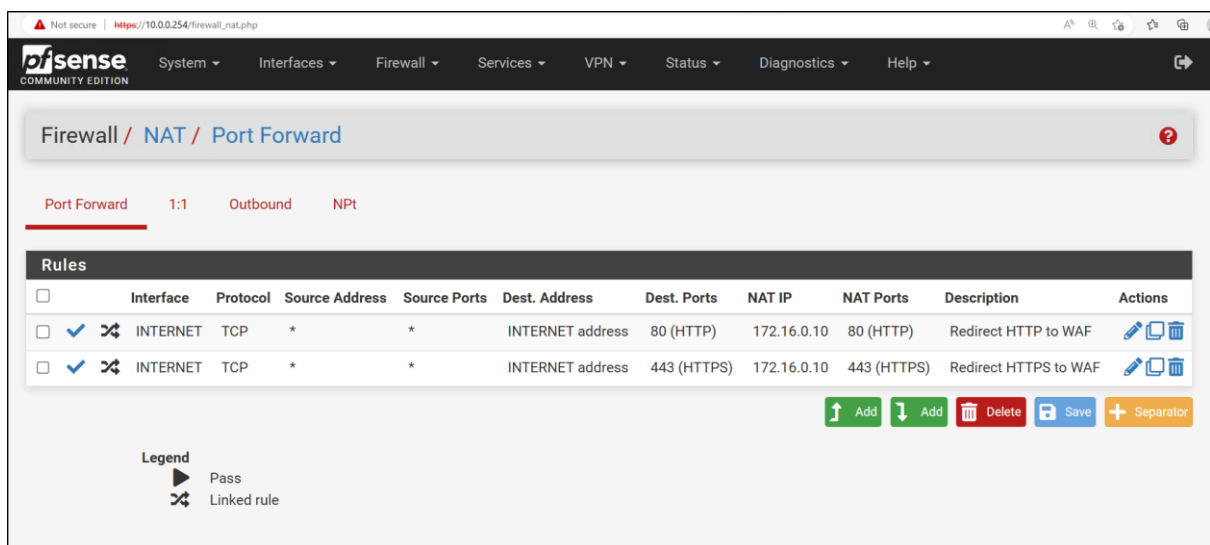 Not secure | https://10.0.0.254/firewall_nat.php
pfsense
COMMUNITY EDITION
System Interfaces Firewall Services VPN Status Diagnostics Help
Firewall / NAT / Port Forward
Port Forward 1:1 Outbound NPt
Rules
Interface Protocol Source Address Source Ports Dest. Address Dest. Ports NAT IP NAT Ports Description Actions
INTERNET TCP * * INTERNET address 80 (HTTP) 172.16.0.10 80 (HTTP) Redirect HTTP to WAF
INTERNET TCP * * INTERNET address 443 (HTTPS) 172.16.0.10 443 (HTTPS) Redirect HTTPS to WAF
Add Add Delete Save Separator
Legend
Pass
Linked rule